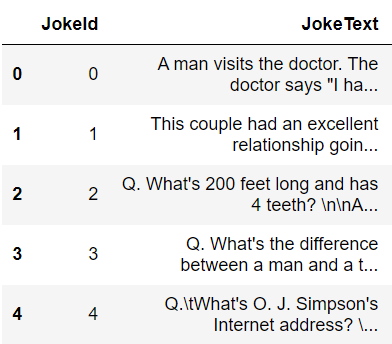 JokeId JokeText
0 0 A man visits the doctor. The
doctor says "I ha...
1 1 This couple had an excellent
relationship goin...
2 2 Q. What's 200 feet long and has
4 teeth? \n\nA...
3 3 Q. What's the difference
between a man and a t...
4 4 Q.\tWhat's O. J. Simpson's
Internet address? \...